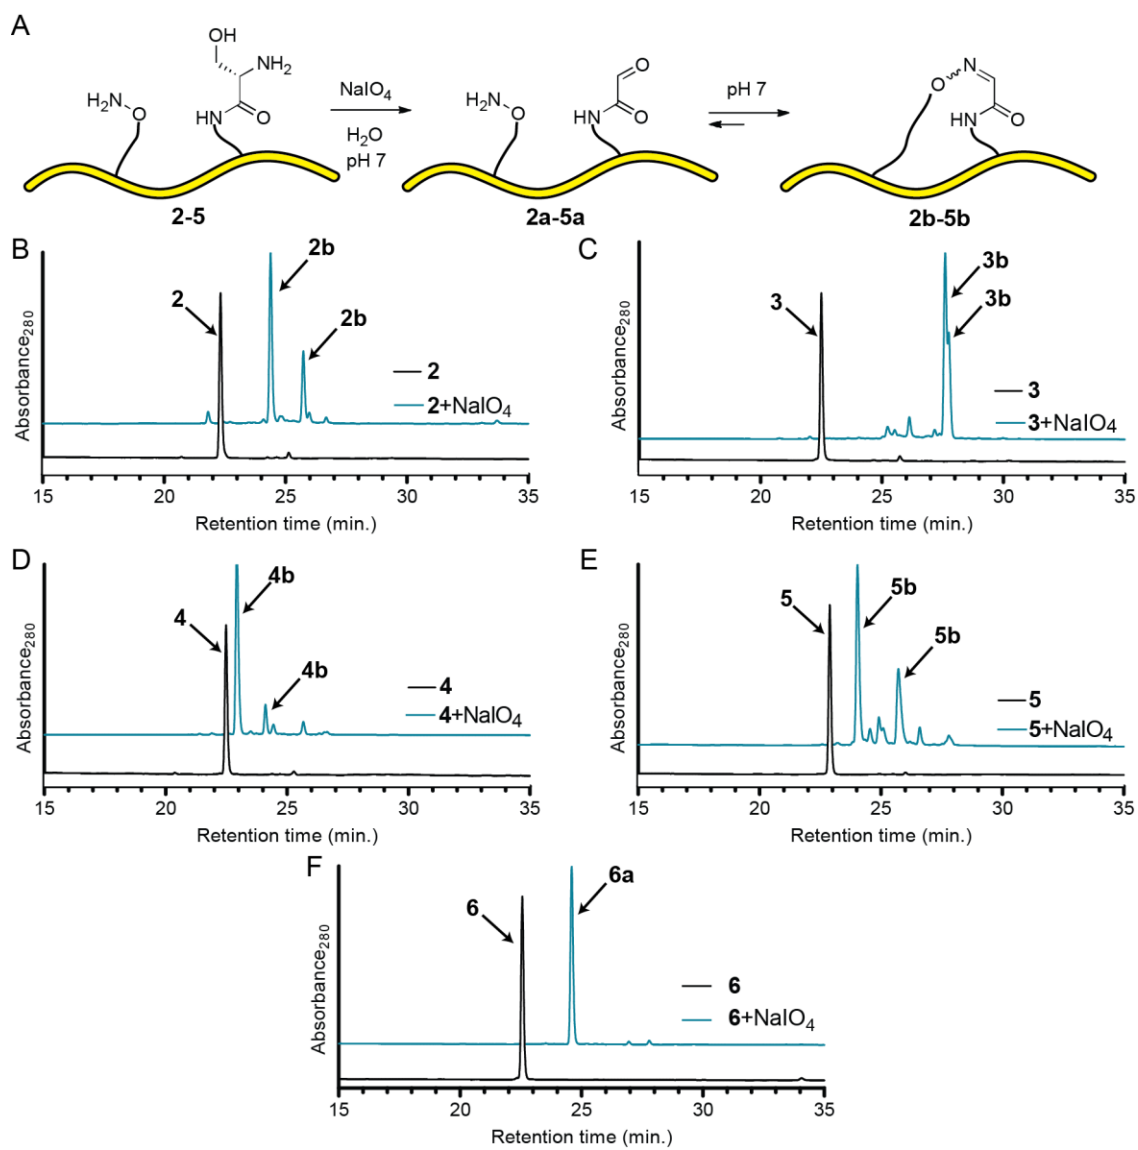 A
OH
NH2
H2N
O
HN
O
NaIO4
H2O
pH 7
H2N
O
HN
O
O
pH 7
O
N
HN
O
2-5
2a-5a
2b-5b
B
Absorbance280
2
2b
2b
2
2+NaIO4
15 20 25 30 35
Retention time (min.)
C
Absorbance280
3
3b
3b
3
3+NaIO4
15 20 25 30 35
Retention time (min.)
D
Absorbance280
4
4b
4b
4
4+NaIO4
15 20 25 30 35
Retention time (min.)
E
Absorbance280
5
5b
5b
5
5+NaIO4
15 20 25 30 35
Retention time (min.)
F
Absorbance280
6
6a
6
6+NaIO4
15 20 25 30 35
Retention time (min.)